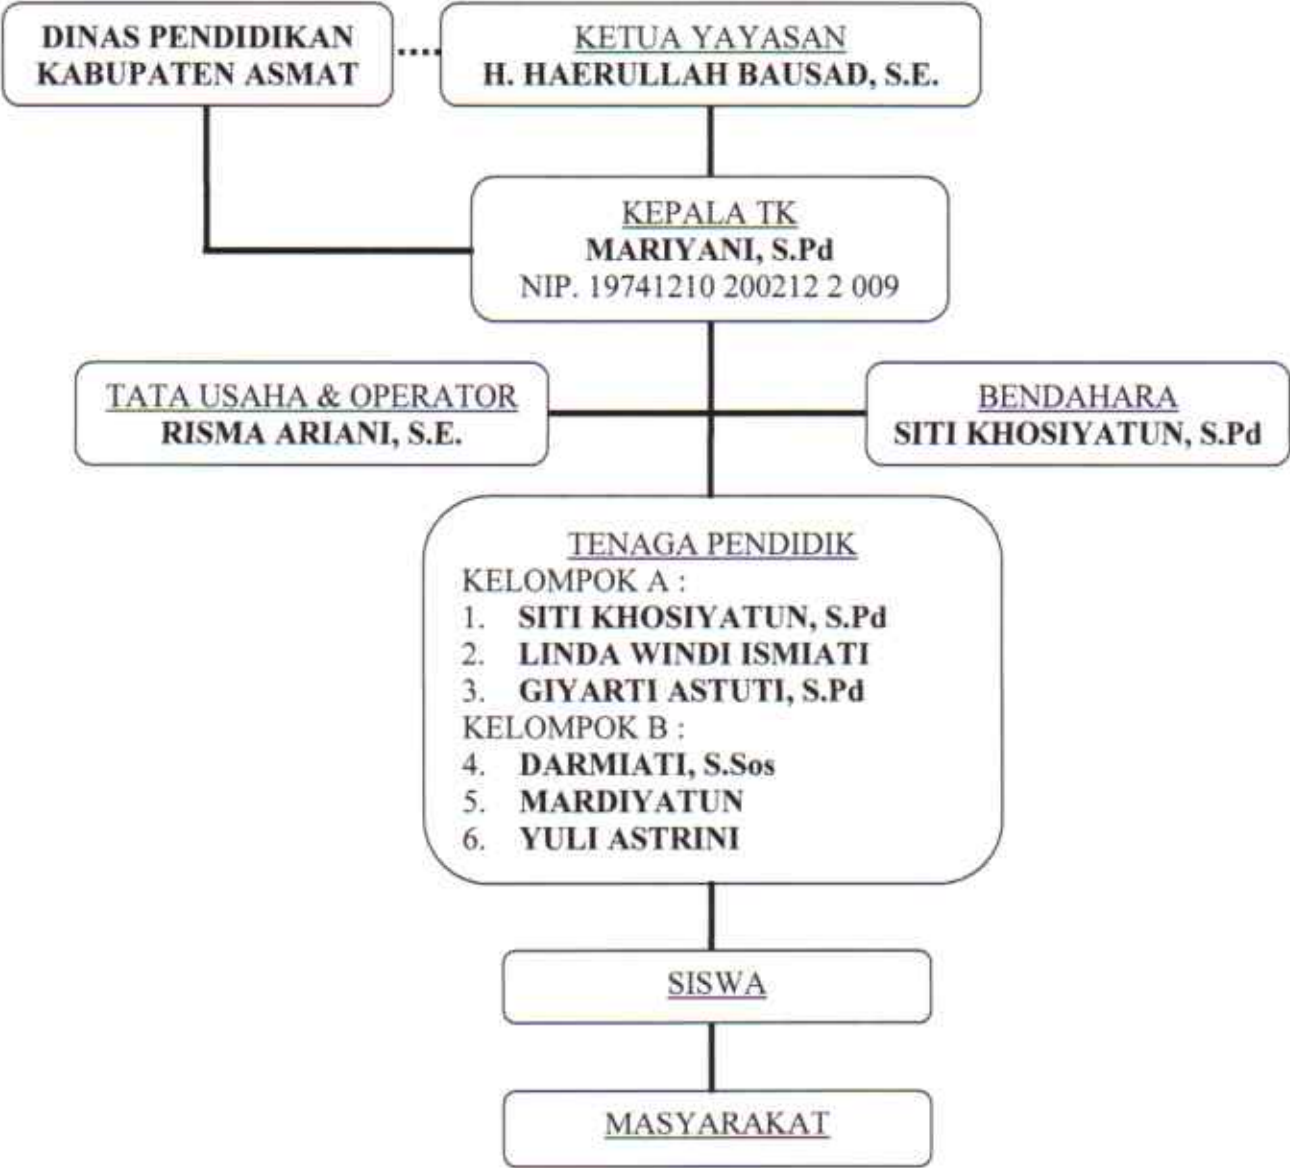 DINAS PENDIDIKAN
KABUPATEN ASMAT
KETUA YAYASAN
H. HAERULLAH BAUSAD, S.E.
KEPALA TK
MARIYANI, S.Pd
NIP. 19741210 200212 2 009
TATA USAHA & OPERATOR
RISMA ARIANI, S.E.
BENDAHARA
SITI KHOSIYATUN, S.Pd
TENAGA PENDIDIK
KELOMPOK A :
1. SITI KHOSIYATUN, S.Pd
2. LINDA WINDI ISMIATI
3. GIYARTI ASTUTI, S.Pd
KELOMPOK B :
4. DARMIATI, S.Sos
5. MARDIYATUN
6. YULI ASTRINI
SISWA
MASYARAKAT